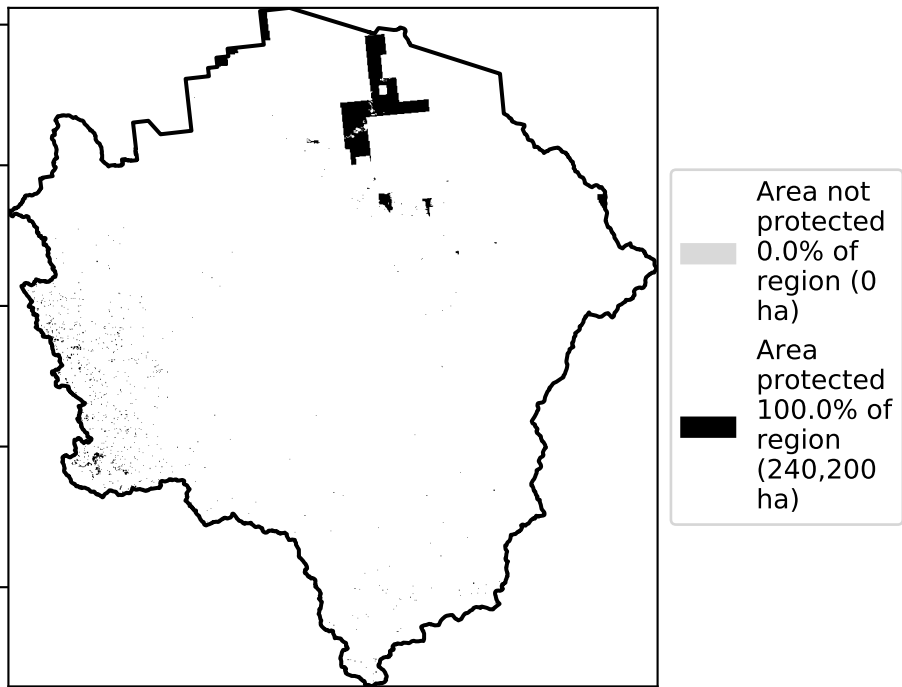 Area not
protected
0.0% of
region (0
ha)
Area
protected
100.0% of
region
(240,200
ha)